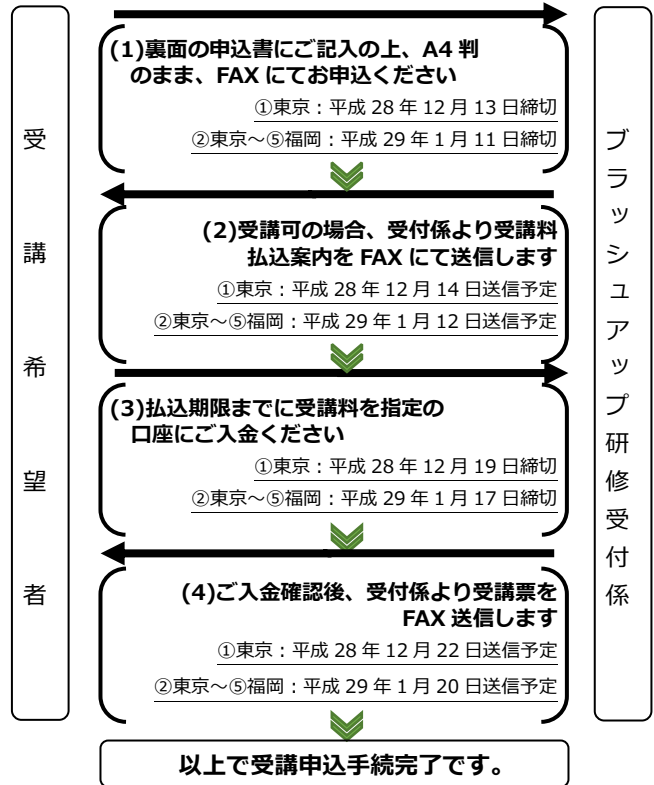 受講希望者
(1)裏面の申込書にご記入の上、A4 判
のまま、FAX にてお申込ください
①東京：平成 28 年 12 月 13 日締切
②東京～⑤福岡：平成 29 年 1 月 11 日締切
(2)受講可の場合、受付係より受講料
払込案内を FAX にて送信します
①東京：平成 28 年 12 月 14 日送信予定
②東京～⑤福岡：平成 29 年 1 月 12 日送信予定
(3)払込期限までに受講料を指定の
口座にご入金ください
①東京：平成 28 年 12 月 19 日締切
②東京～⑤福岡：平成 29 年 1 月 17 日締切
(4)ご入金確認後、受付係より受講票を
FAX 送信します
①東京：平成 28 年 12 月 22 日送信予定
②東京～⑤福岡：平成 29 年 1 月 20 日送信予定
以上で受講申込手続完了です。
ブラッシュアップ研修受付係